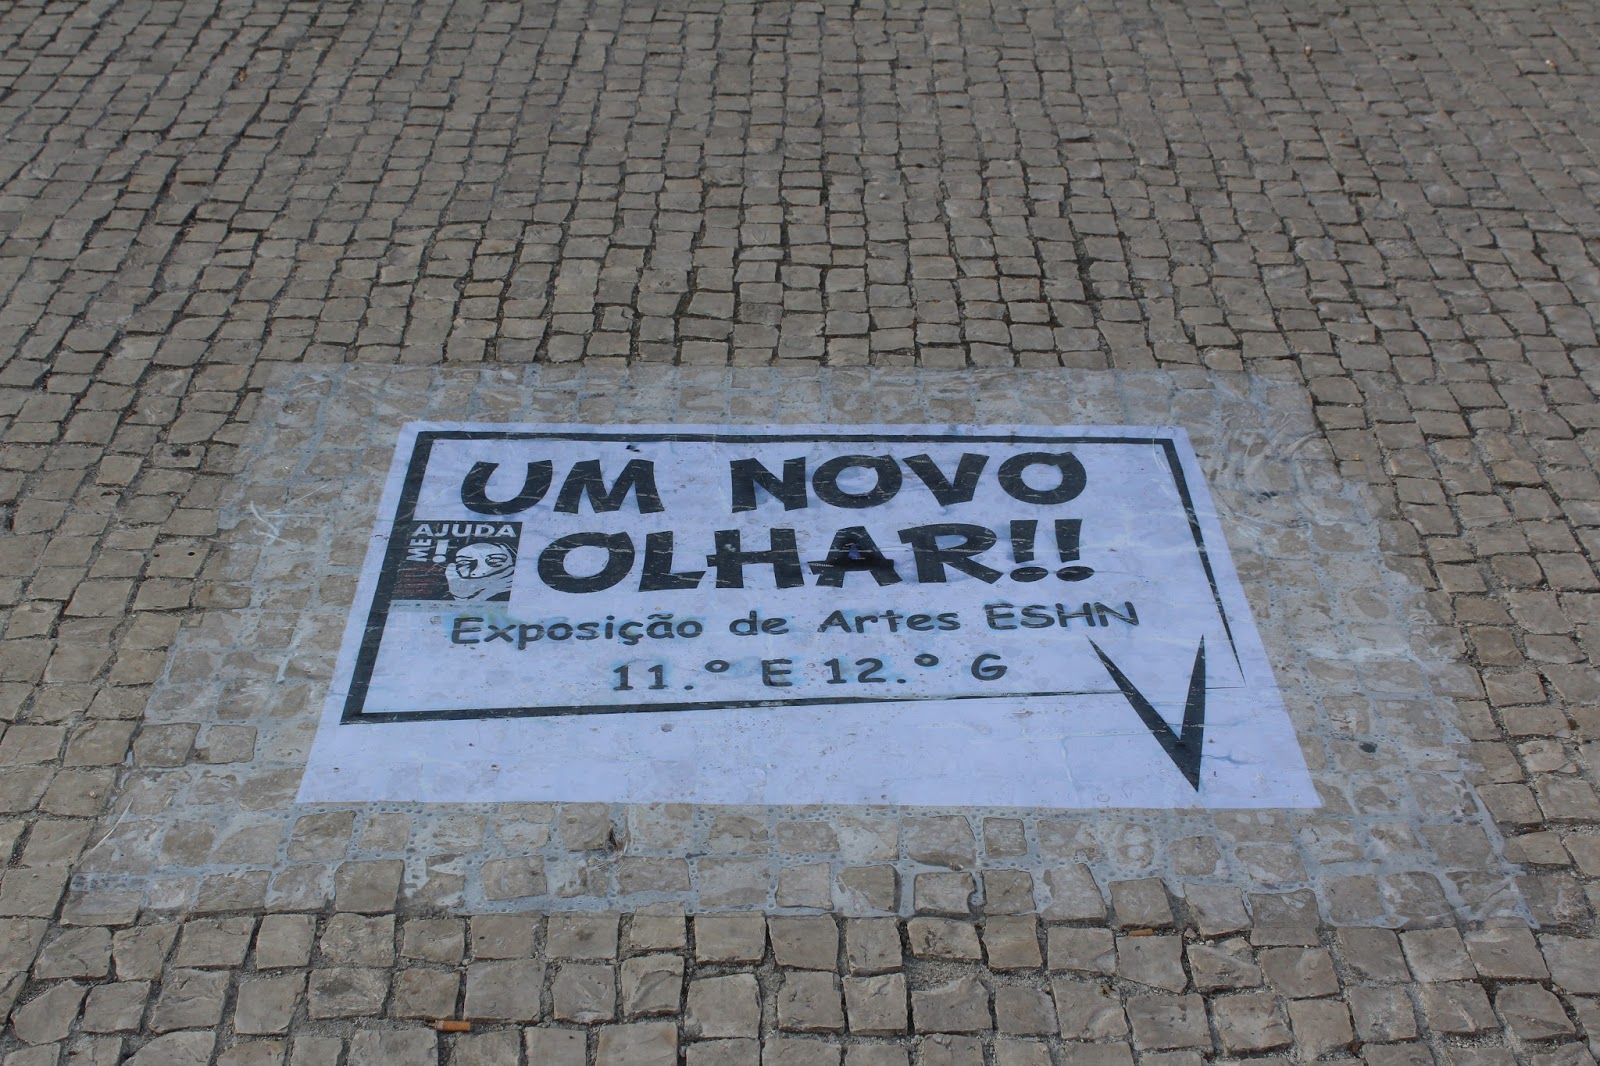 UM NOVO
OLHAR!!
AJUDA
ME!
Exposição de Artes ESHN
11.º E 12.º G